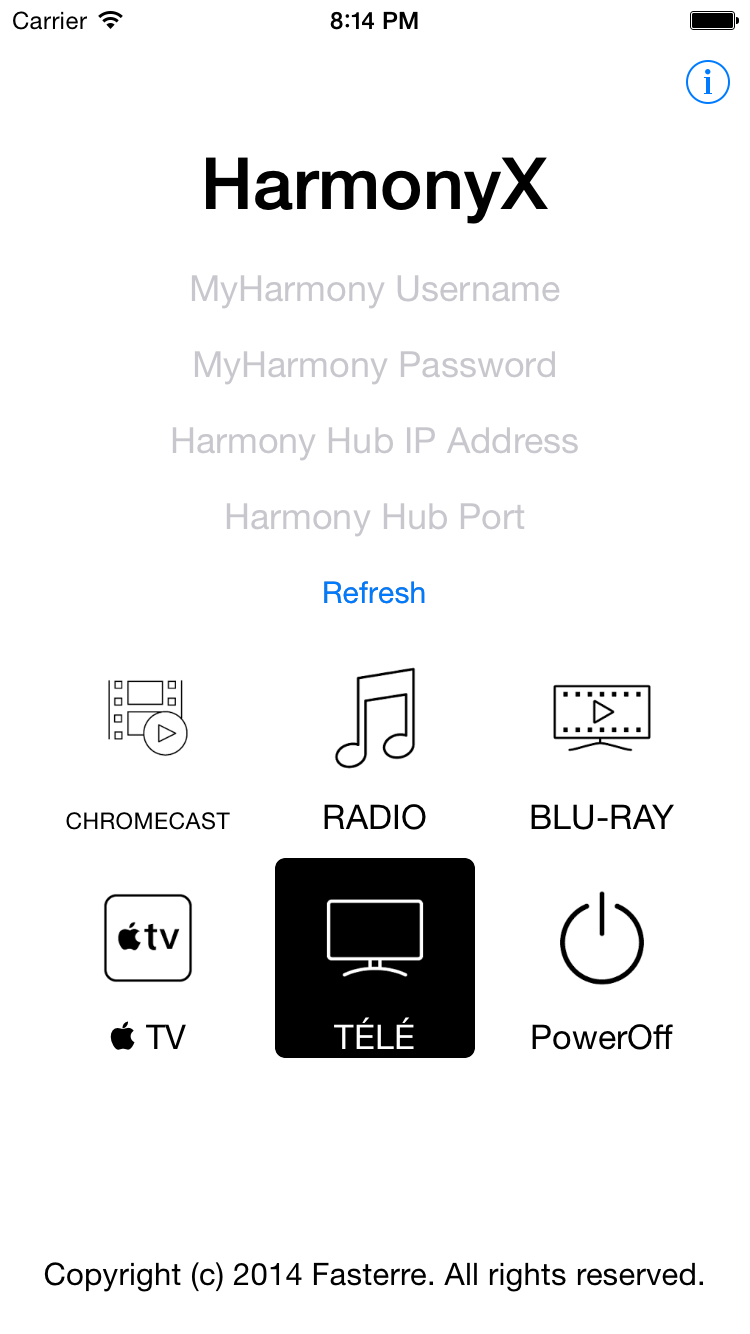 Carrier 8:14 PM
i
HarmonyX
MyHarmony Username
MyHarmony Password
Harmony Hub IP Address
Harmony Hub Port
Refresh
CHROMECAST RADIO BLU-RAY
tv
TV TÉLÉ PowerOff
Copyright (c) 2014 Fasterre. All rights reserved.